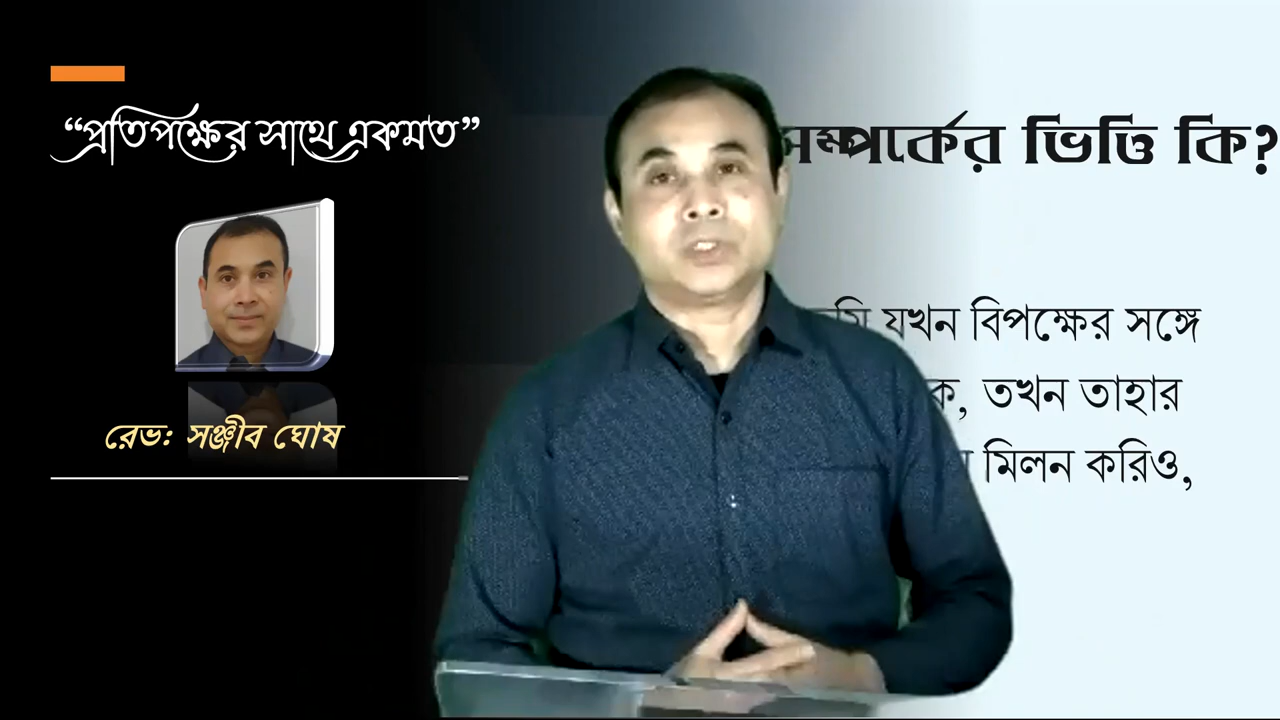 “প্রতিপক্ষের সাথে একমত”
রেভঃ সঞ্জীব ঘোষ
সম্পর্কের ভিত্তি কি?
যখন বিপক্ষের সঙ্গে
তখন তাহার
মিলন করিও,